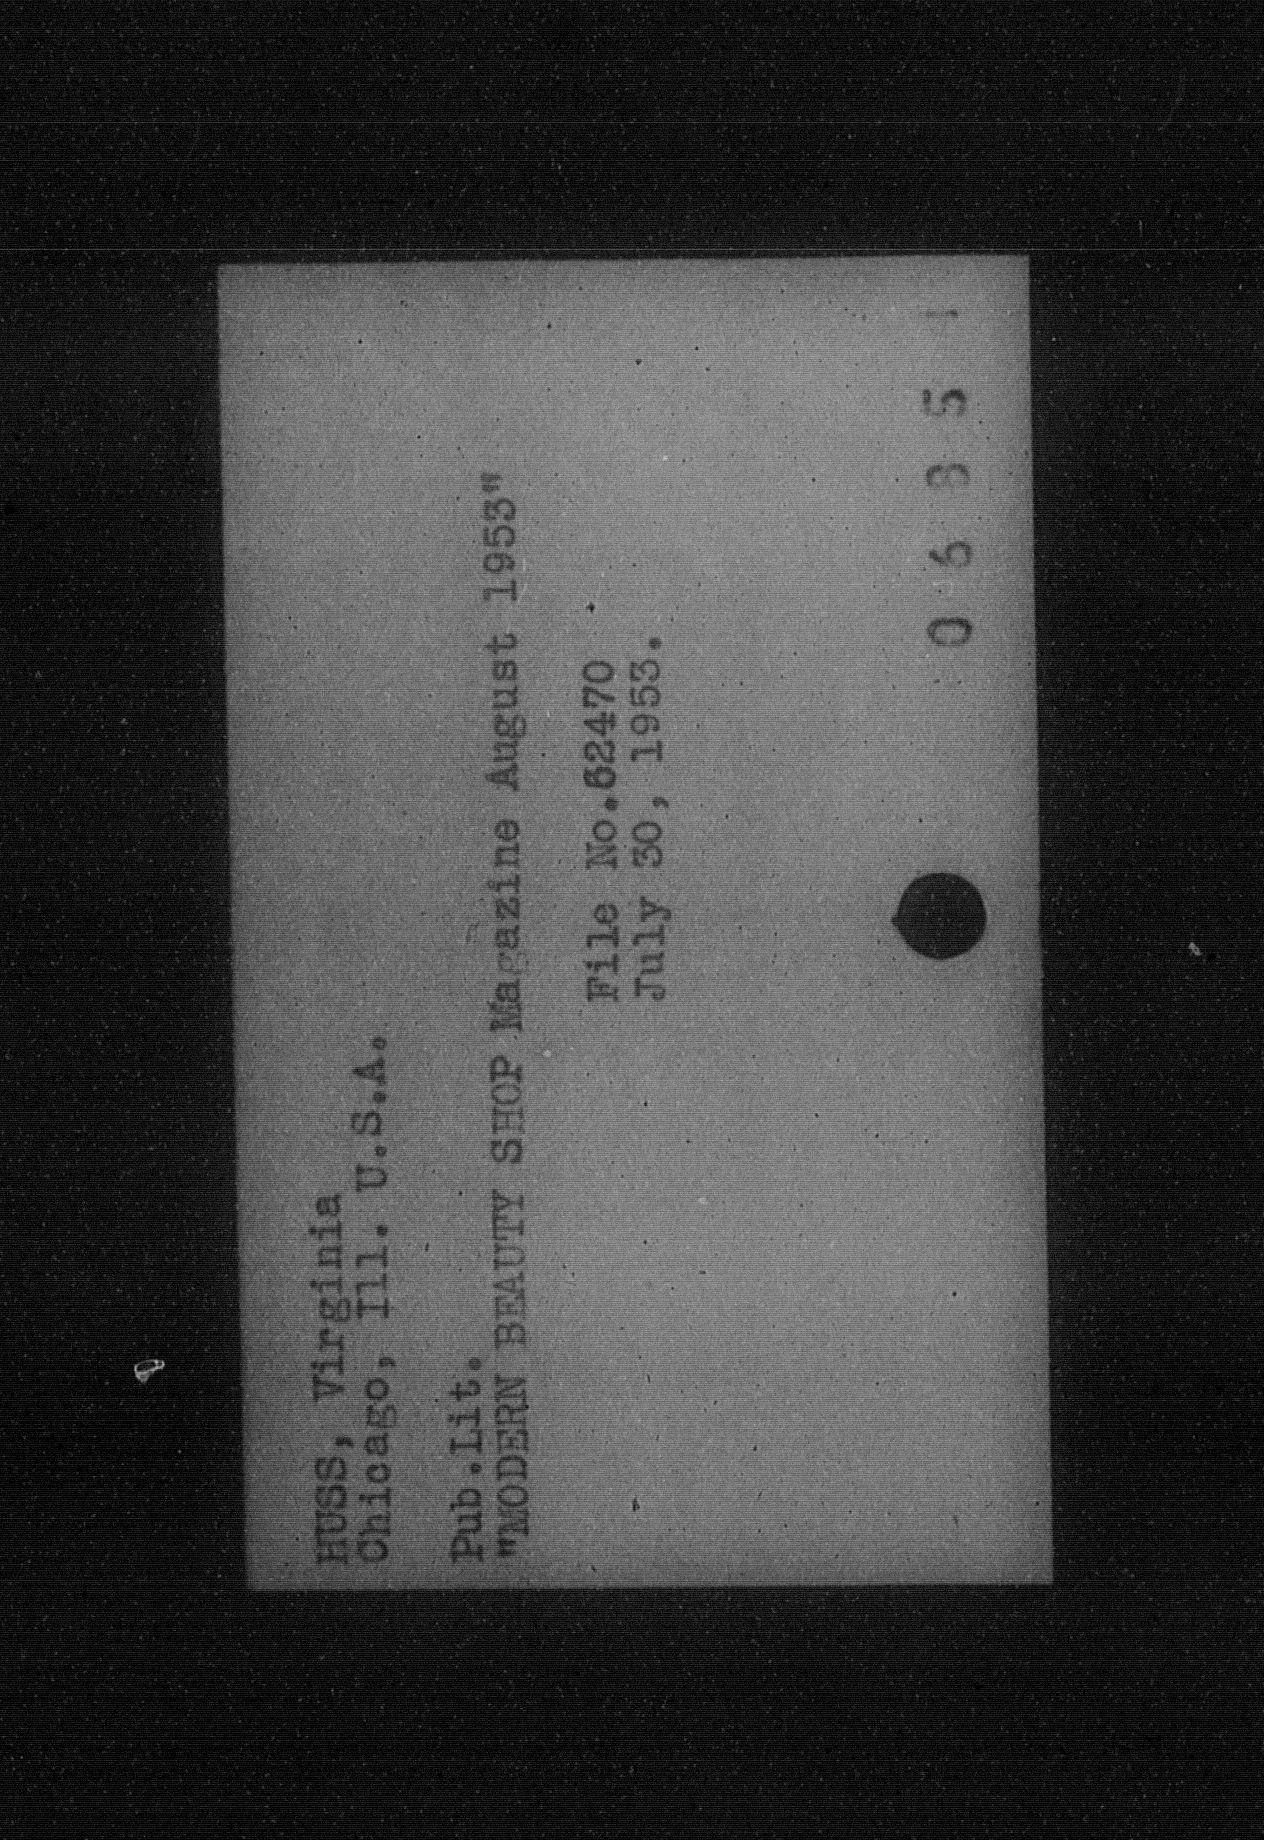 HUSS, Virginia
Chicago, Ill. U.S.A.
Pub.Lit.
"MODERN BEAUTY SHOP Magazine August 1953"
File No.62470
July 30, 1953.
0 6 3 5 1